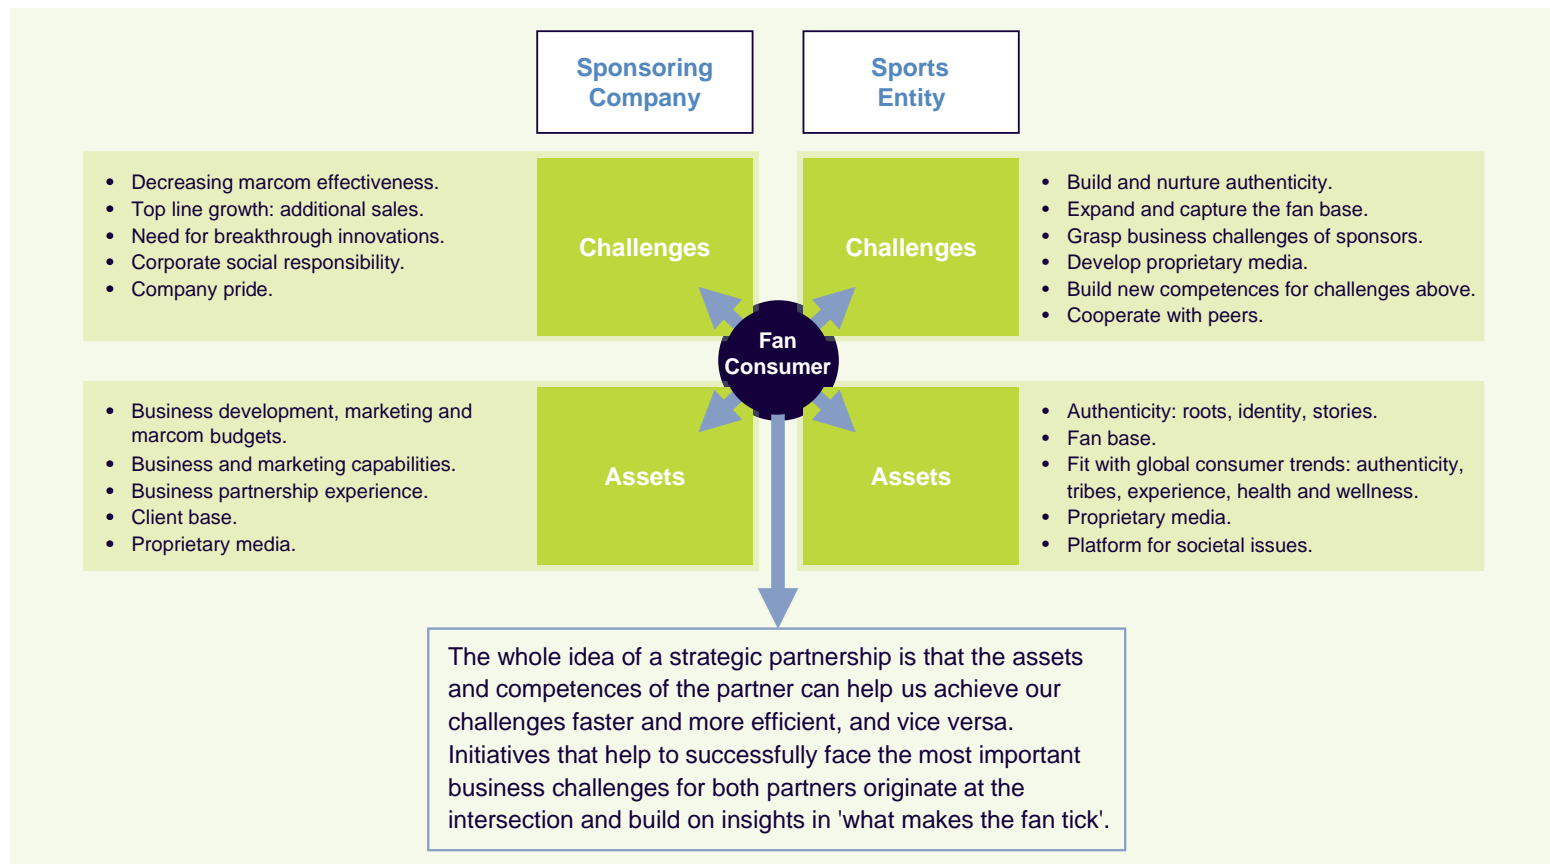 Sponsoring
Company
Sports
Entity
• Decreasing marcom effectiveness.
• Top line growth: additional sales.
• Need for breakthrough innovations.
• Corporate social responsibility.
• Company pride.
Challenges
Challenges
• Build and nurture authenticity.
• Expand and capture the fan base.
• Grasp business challenges of sponsors.
• Develop proprietary media.
• Build new competences for challenges above.
• Cooperate with peers.
Fan
Consumer
• Business development, marketing and
marcom budgets.
• Business and marketing capabilities.
• Business partnership experience.
• Client base.
• Proprietary media.
Assets
Assets
• Authenticity: roots, identity, stories.
• Fan base.
• Fit with global consumer trends: authenticity,
tribes, experience, health and wellness.
• Proprietary media.
• Platform for societal issues.
The whole idea of a strategic partnership is that the assets
and competences of the partner can help us achieve our
challenges faster and more efficient, and vice versa.
Initiatives that help to successfully face the most important
business challenges for both partners originate at the
intersection and build on insights in 'what makes the fan tick'.